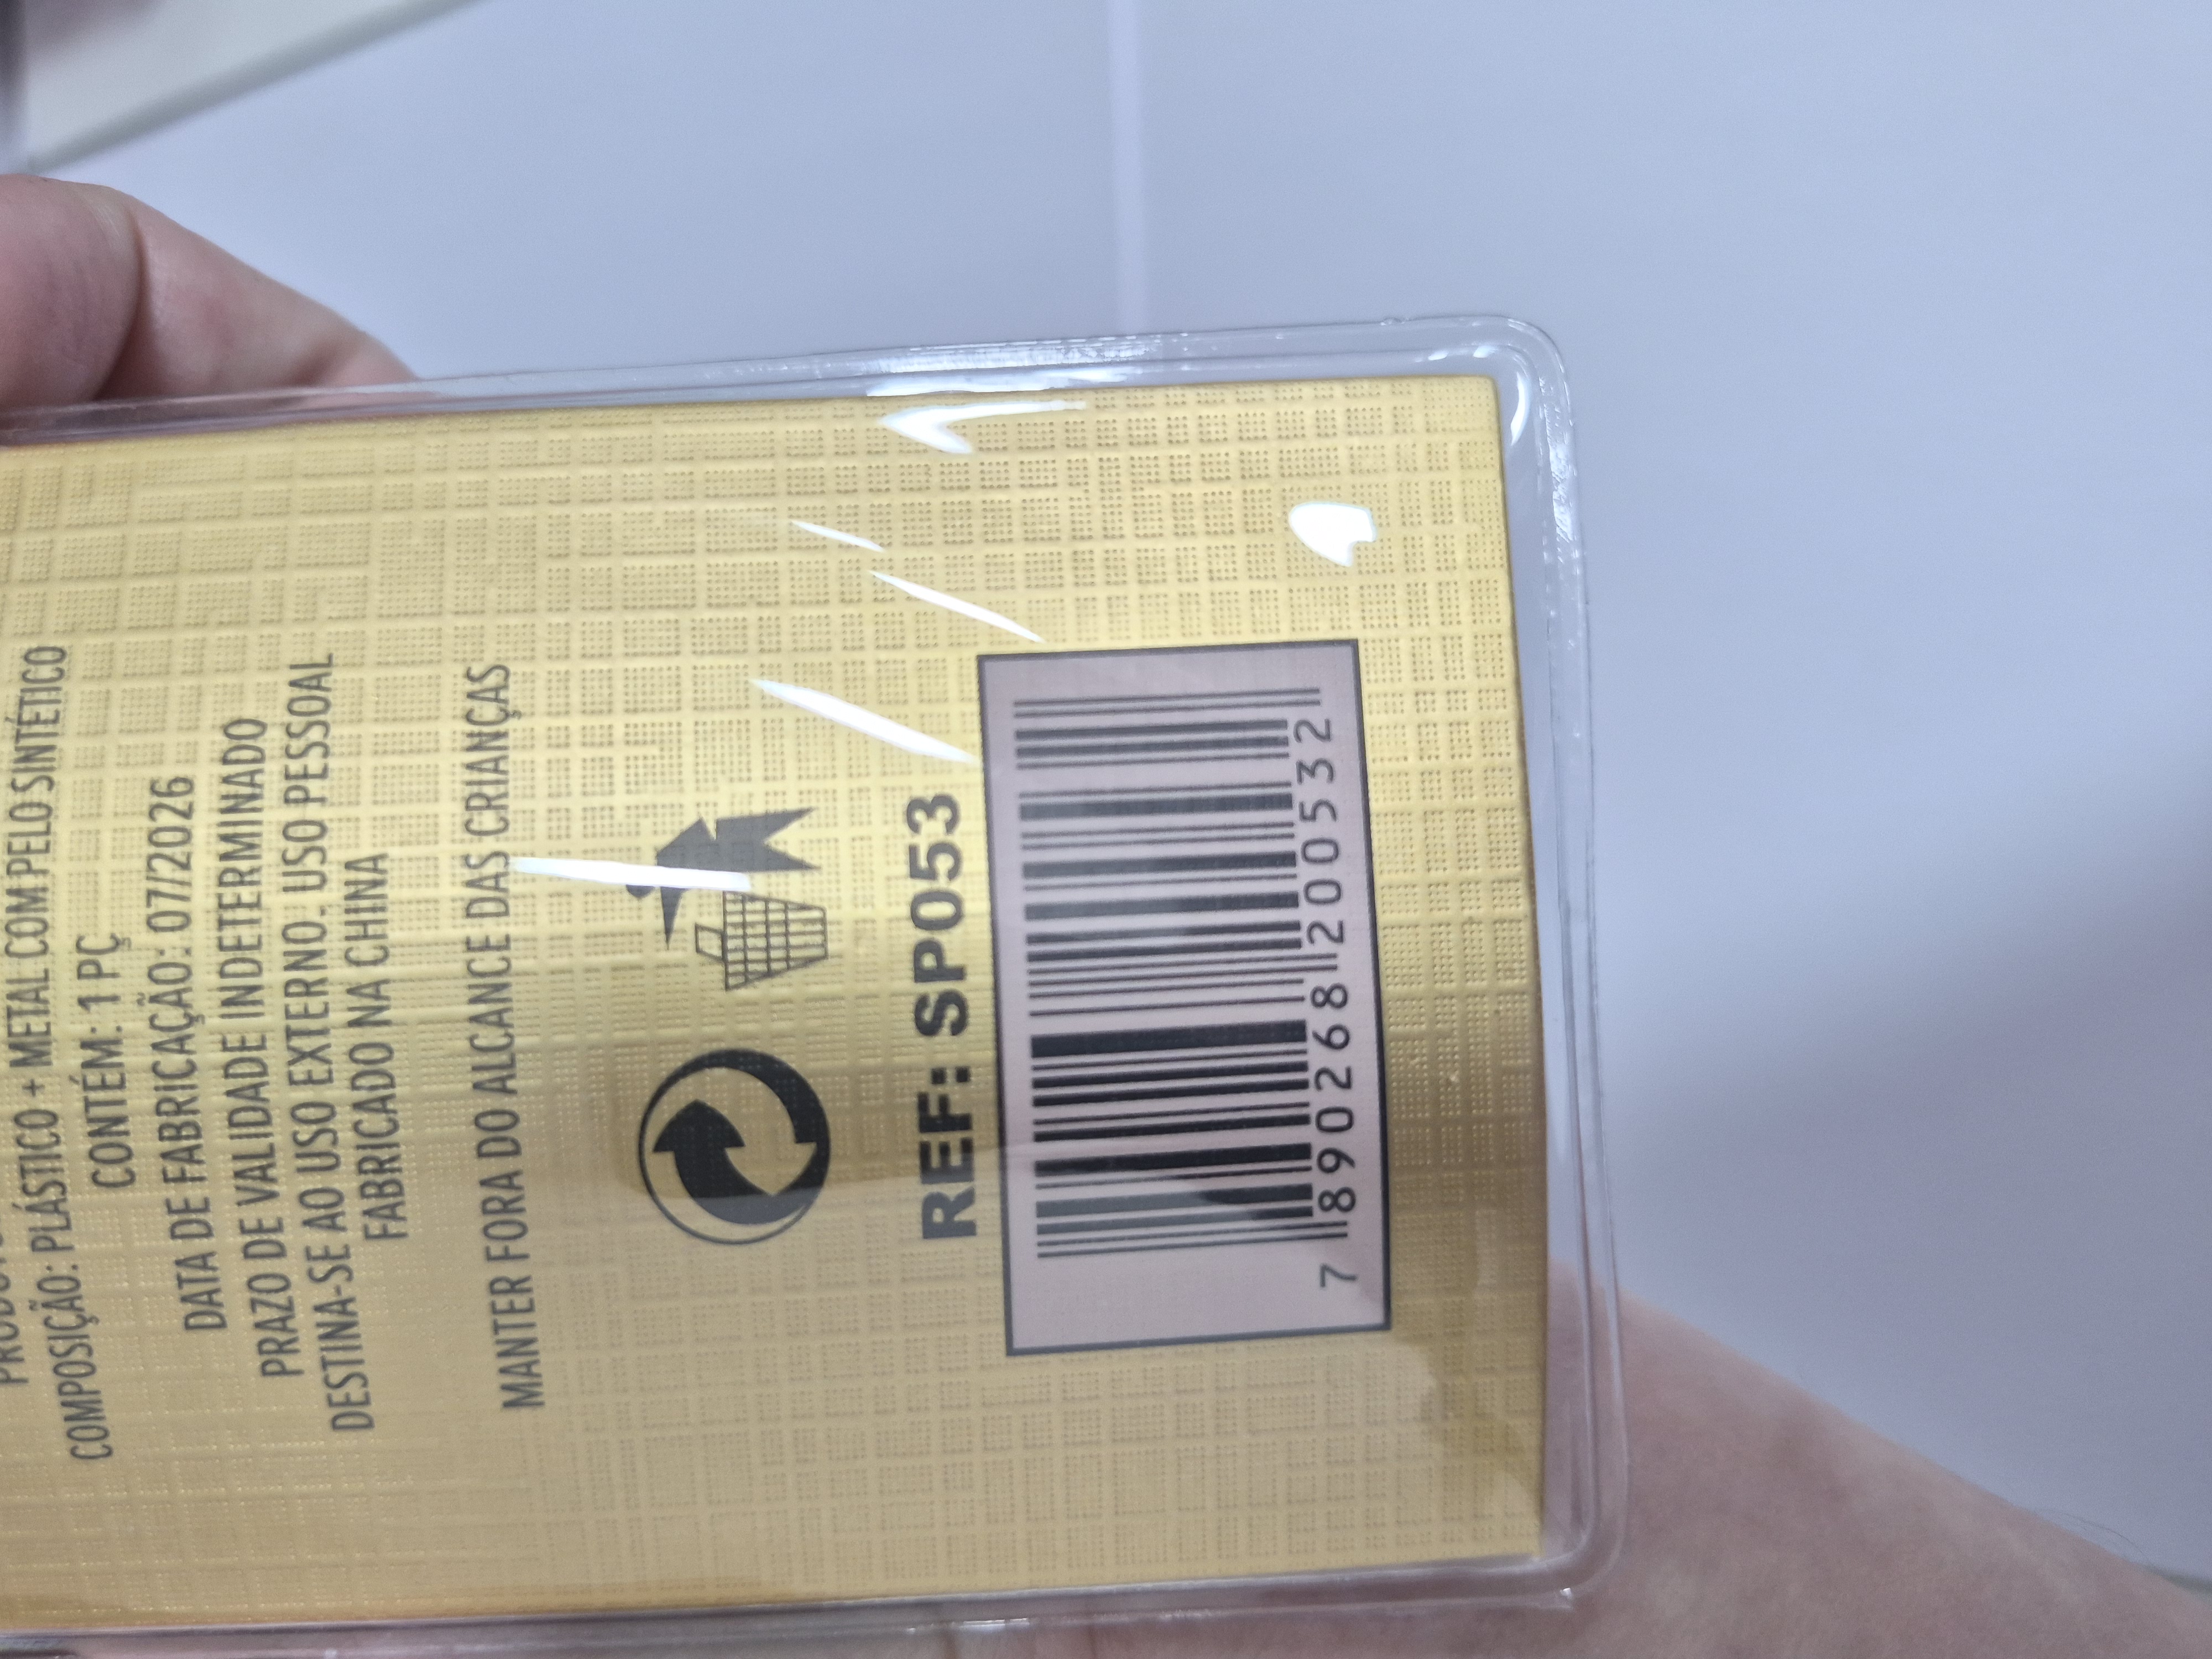 COMPOSIÇÃO: PLÁSTICO + METAL COM PELO SINTÉTICO
CONTÉM: 1 PÇ
DATA DE FABRICAÇÃO: 07/2026
PRAZO DE VALIDADE INDETERMINADO
DESTINA-SE AO USO EXTERNO. USO PESSOAL
FABRICADO NA CHINA
MANTER FORA DO ALCANCE DAS CRIANÇAS
REF: SP053
7 890268 200532